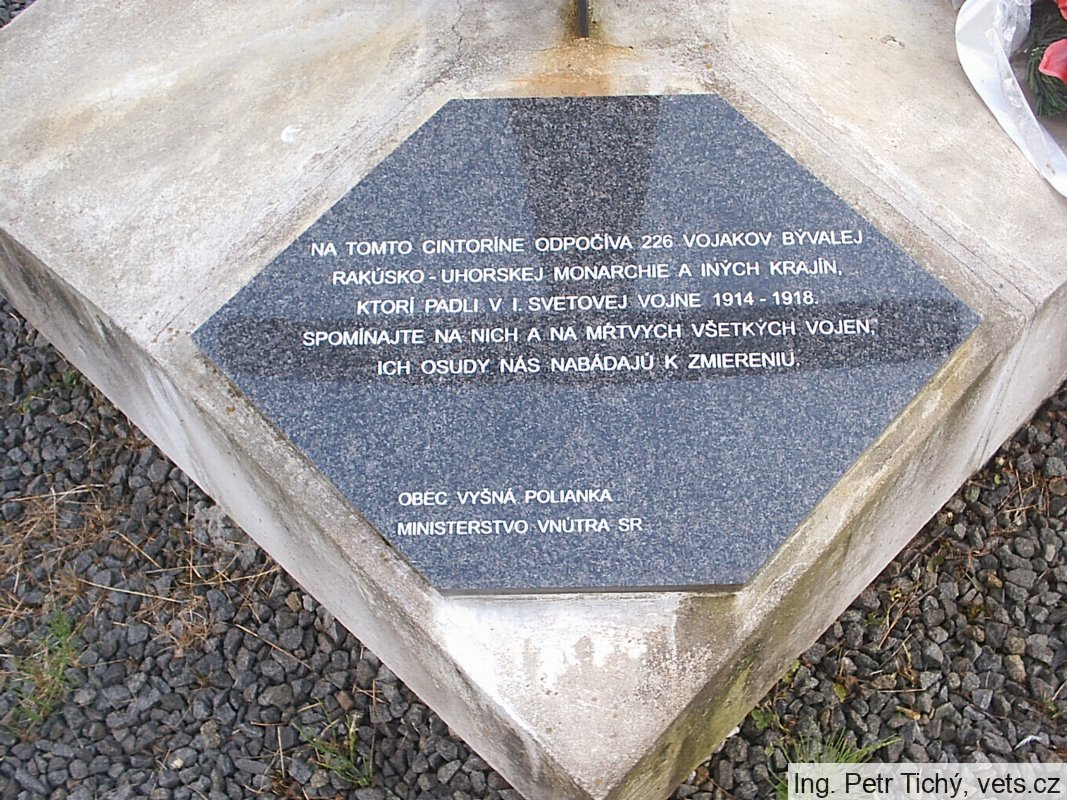 NA TOMTO CINTORÍNE ODPOČÍVA 226 VOJAKOV BÝVALEJ
RAKÚSKO - UHORSKEJ MONARCHIE A INÝCH KRAJÍN,
KTORÍ PADLI V I. SVETOVEJ VOJNE 1914 - 1918.
SPOMÍNAJTE NA NICH A NA MŔTVYCH VŠETKÝCH VOJEN,
ICH OSUDY NÁS NABÁDAJÚ K ZMIERENIU.
OBEC VYŠNÁ POLIANKA
MINISTERSTVO VNÚTRA SR
Ing. Petr Tichý, vets.cz